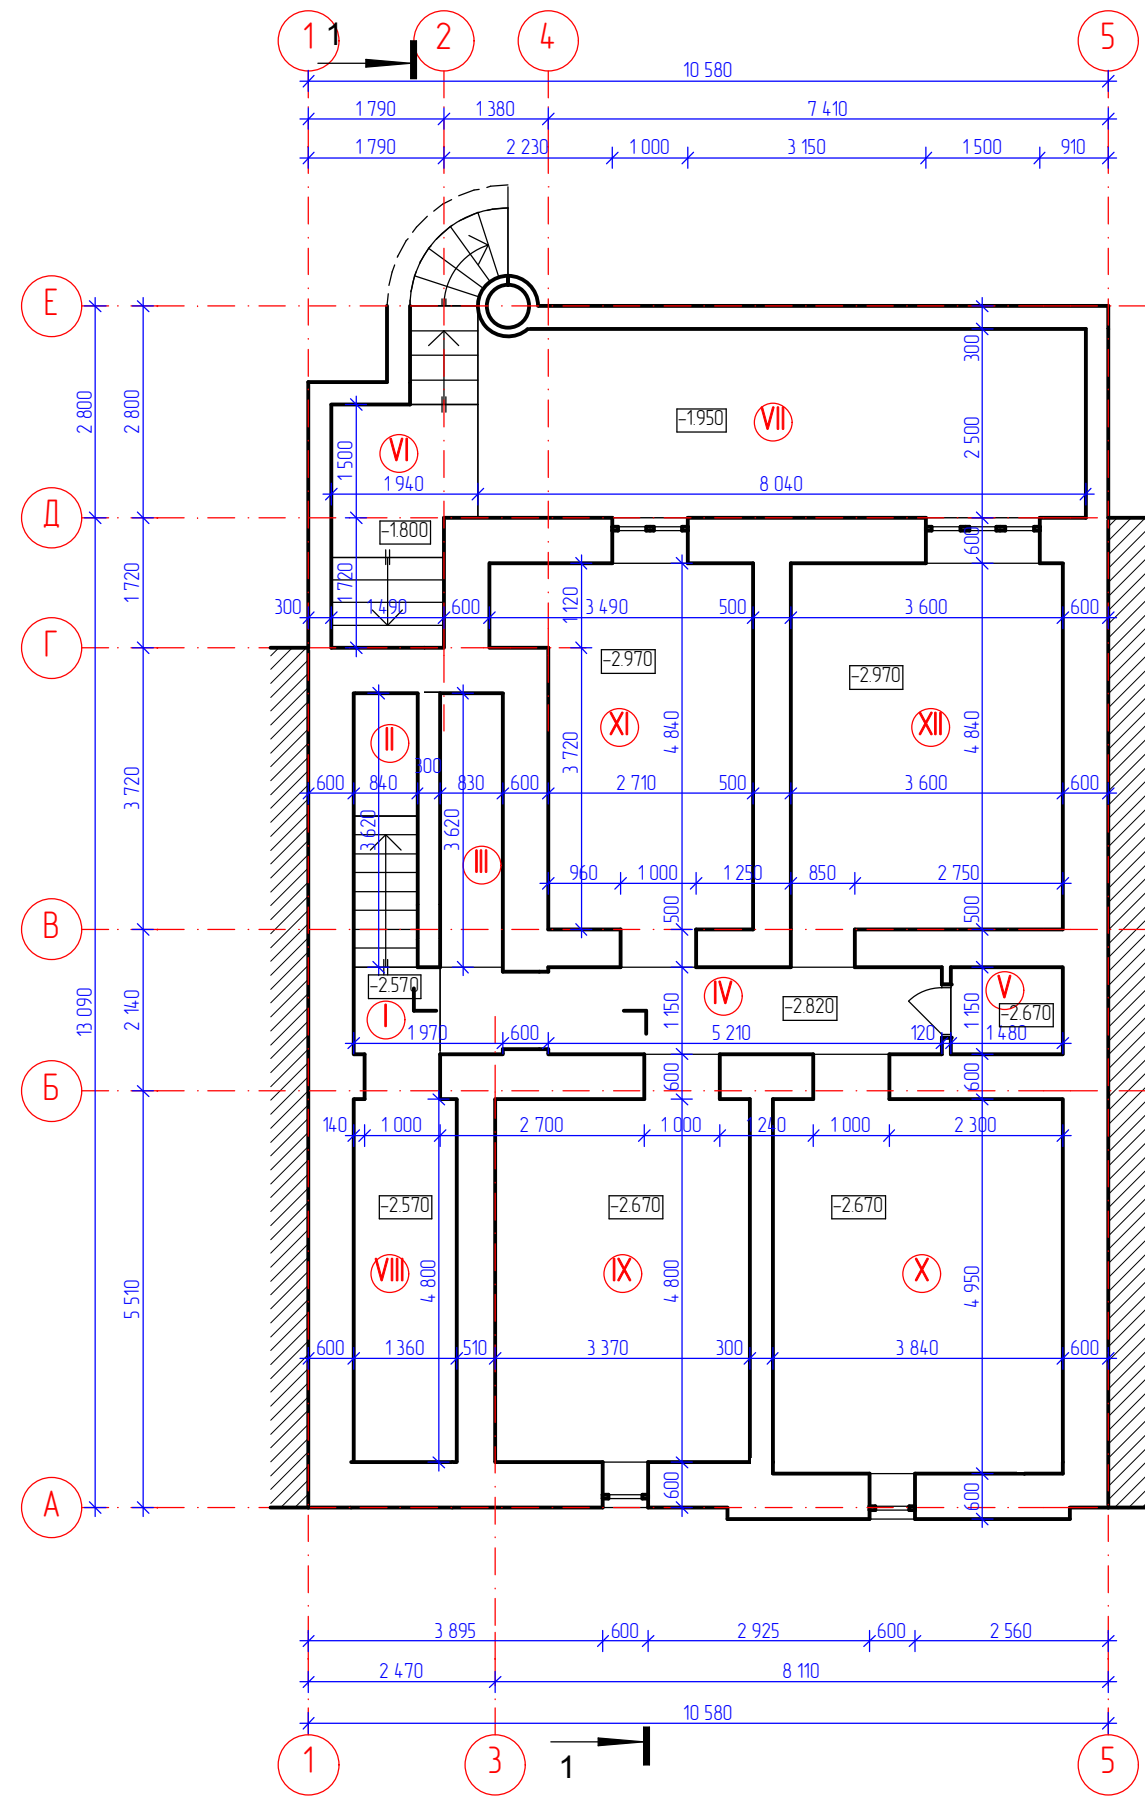 1 1 2 4 5
10 580
1 790 1 380 7 410
1 790 2 230 1 000 3 150 1 500 910
Е
300
2 800 2 800
-1.950 VII
VI 1 500 2 500
1 940 8 040
Д
-1.800 600
1 720 1 720 1 120
300 1 490 600 3 490 500 3 600 600
Г
-2.970 -2.970
II XI XII
4 840 4 840
3 720 3 720
300
600 840 830 600 2 710 500 3 600 600
3 620 3 620
III
960 1 000 1 250 850 2 750
В
500 500
-2.570 IV V
I -2.820 -2.670
13 090 2 140 1 150 1 150
1 970 600 5 210 120 1 480
Б
600 600
140 1 000 2 700 1 000 1 240 1 000 2 300
-2.570 -2.670 -2.670
VIII IX X
5 510 4 800 4 800 4 950
600 1 360 510 3 370 300 3 840 600
600 600
А
3 895 600 2 925 600 2 560
2 470 8 110
10 580
1 3 1 5